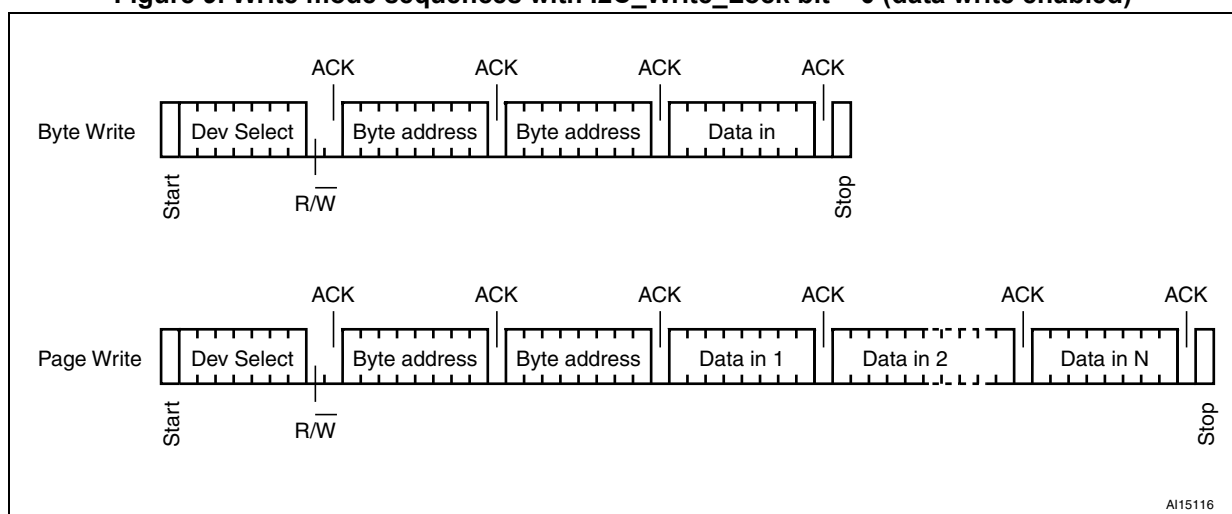 Figure Write mode sequences with I2C_Write_Lock bit = 0 (data write enabled)
ACK ACK ACK ACK
Byte Write Dev Select Byte address Byte address Data in
Start R/W Stop
ACK ACK ACK ACK ACK ACK
Page Write Dev Select Byte address Byte address Data in 1 Data in 2 Data in N
Start R/W Stop
AI15116